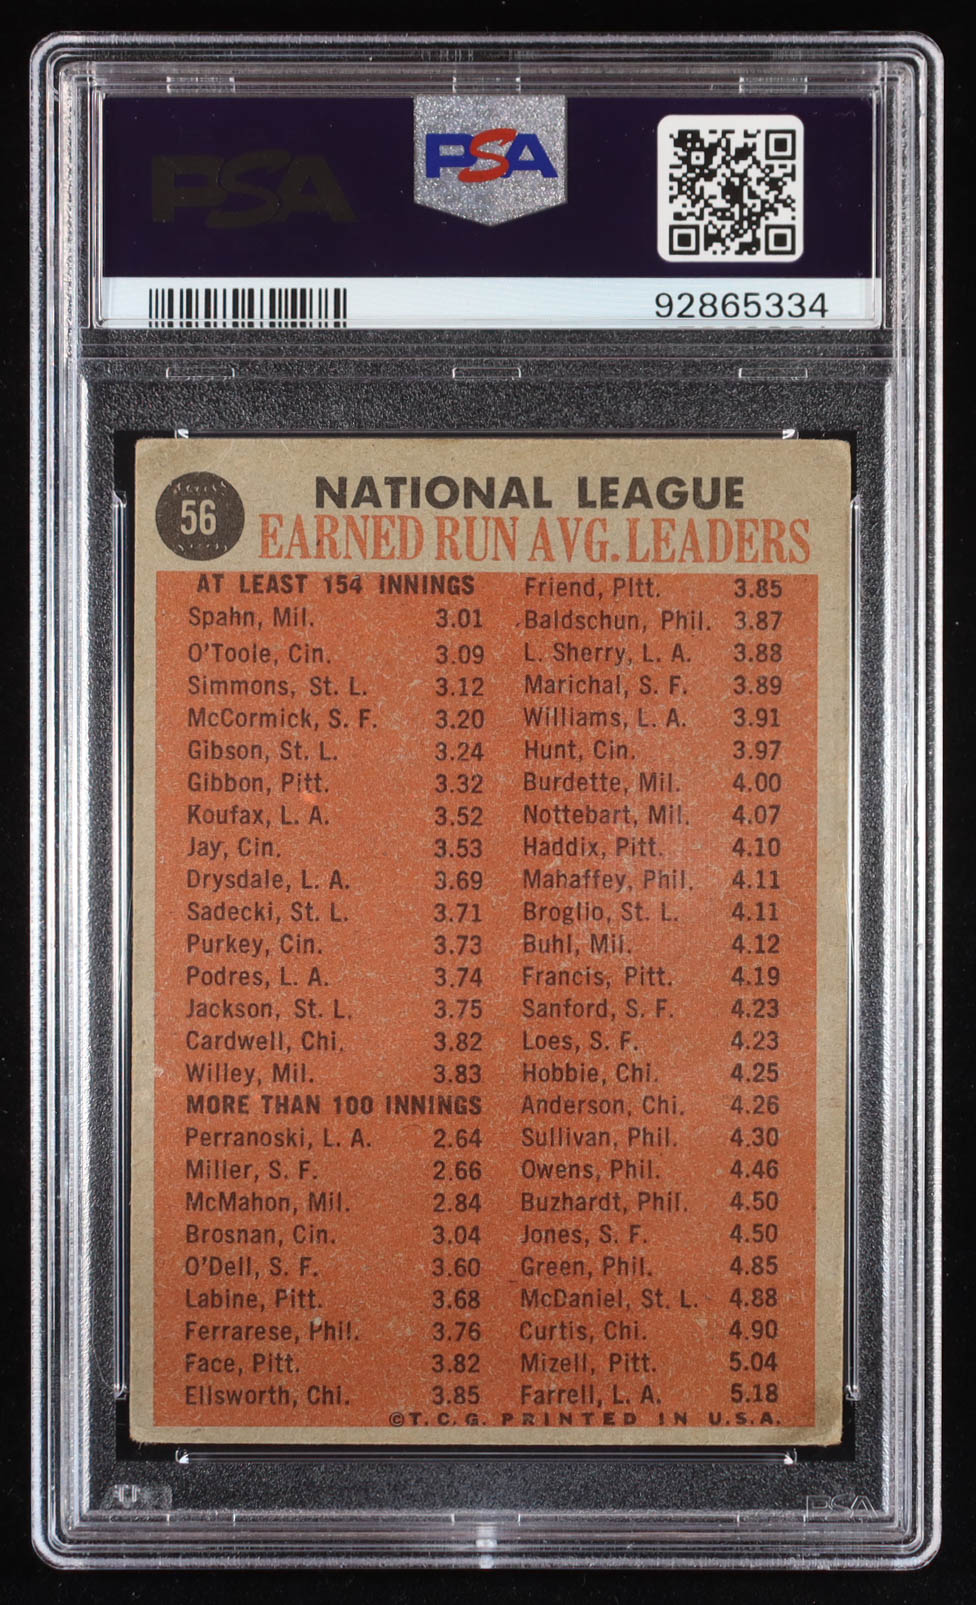 PSA
PSA
92865334
56
NATIONAL LEAGUE
EARNED RUN AVG. LEADERS
AT LEAST 154 INNINGS
Spahn, Mil. 3.01
O'Toole, Cin. 3.09
Simmons, St. L. 3.12
McCormick, S. F. 3.20
Gibson, St. L. 3.24
Gibbon, Pitt. 3.32
Koufax, L. A. 3.52
Jay, Cin. 3.53
Drysdale, L. A. 3.69
Sadecki, St. L. 3.71
Purkey, Cin. 3.73
Podres, L. A. 3.74
Jackson, St. L. 3.75
Cardwell, Chi. 3.82
Willey, Mil. 3.83
MORE THAN 100 INNINGS
Perranoski, L. A. 2.64
Miller, S. F. 2.66
McMahon, Mil. 2.84
Brosnan, Cin. 3.04
O'Dell, S. F. 3.60
Labine, Pitt. 3.68
Ferrarese, Phil. 3.76
Face, Pitt. 3.82
Ellsworth, Chi. 3.85
Friend, Pitt. 3.85
Baldschun, Phil. 3.87
L. Sherry, L. A. 3.88
Marichal, S. F. 3.89
Williams, L. A. 3.91
Hunt, Cin. 3.97
Burdette, Mil. 4.00
Nottebart, Mil. 4.07
Haddix, Pitt. 4.10
Mahaffey, Phil. 4.11
Broglio, St. L. 4.11
Buhl, Mil. 4.12
Francis, Pitt. 4.19
Sanford, S. F. 4.23
Loes, S. F. 4.23
Hobbie, Chi. 4.25
Anderson, Chi. 4.26
Sullivan, Phil. 4.30
Owens, Phil. 4.46
Buzhardt, Phil. 4.50
Jones, S. F. 4.50
Green, Phil. 4.85
McDaniel, St. L. 4.88
Curtis, Chi. 4.90
Mizell, Pitt. 5.04
Farrell, L. A. 5.18
©T.C.G. PRINTED IN U.S.A.
PSA